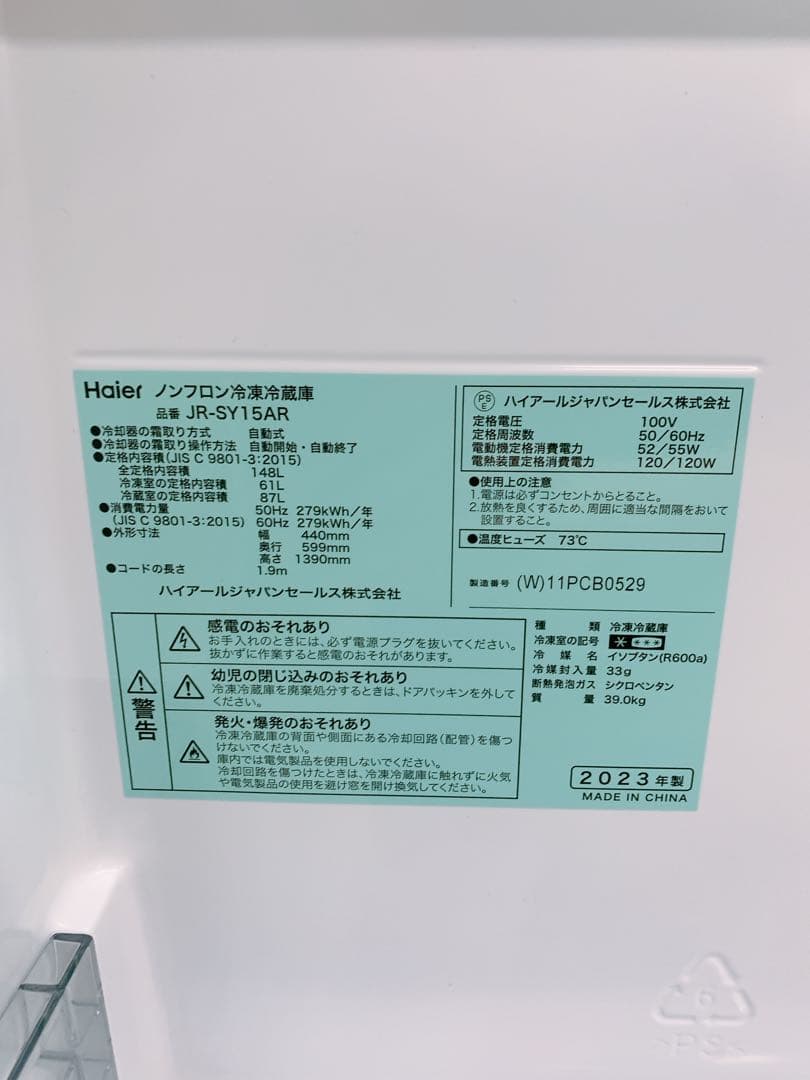 Haier ノンフロン冷凍冷蔵庫
品番 JR-SY15AR
●冷却器の霜取り方式 自動式
●冷却器の霜取り操作方法 自動開始・自動終了
●定格内容積(JIS C 9801-3:2015)
全定格内容積 148L
冷凍室の定格内容積 61L
冷蔵室の定格内容積 87L
●消費電力量 50Hz 279kWh/年
(JIS C 9801-3:2015) 60Hz 279kWh/年
●外形寸法 幅 440mm
奥行 599mm
高さ 1390mm
●コードの長さ 1.9m
ハイアールジャパンセールス株式会社
PS
E
ハイアールジャパンセールス株式会社
定格電圧 100V
定格周波数 50/60Hz
電動機定格消費電力 52/55W
電熱装置定格消費電力 120/120W
●使用上の注意
1.電源は必ずコンセントからとること。
2.放熱を良くするため、周囲に適当な間隔をおいて
設置すること。
●温度ヒューズ 73℃
製造番号 (W)11PCB0529
警告
感電のおそれあり
お手入れのときには、必ず電源プラグを抜いてください。
抜かずに作業すると感電のおそれがあります。
幼児の閉じ込みのおそれあり
冷凍冷蔵庫を廃棄処分するときは、ドアパッキンを外して
ください。
発火・爆発のおそれあり
冷凍冷蔵庫の背面や側面にある冷却回路(配管)を傷つ
けないでください。
庫内では電気製品を使用しないでください。
冷却回路を傷つけたときは、冷凍冷蔵庫に触れずに火気
や電気製品の使用を避け窓を開け換気してください。
種類 冷凍冷蔵庫
冷凍室の記号
冷媒名 イソブタン(R600a)
冷媒封入量 33g
断熱発泡ガス シクロペンタン
質量 39.0kg
2023年製
MADE IN CHINA
6
>PS<